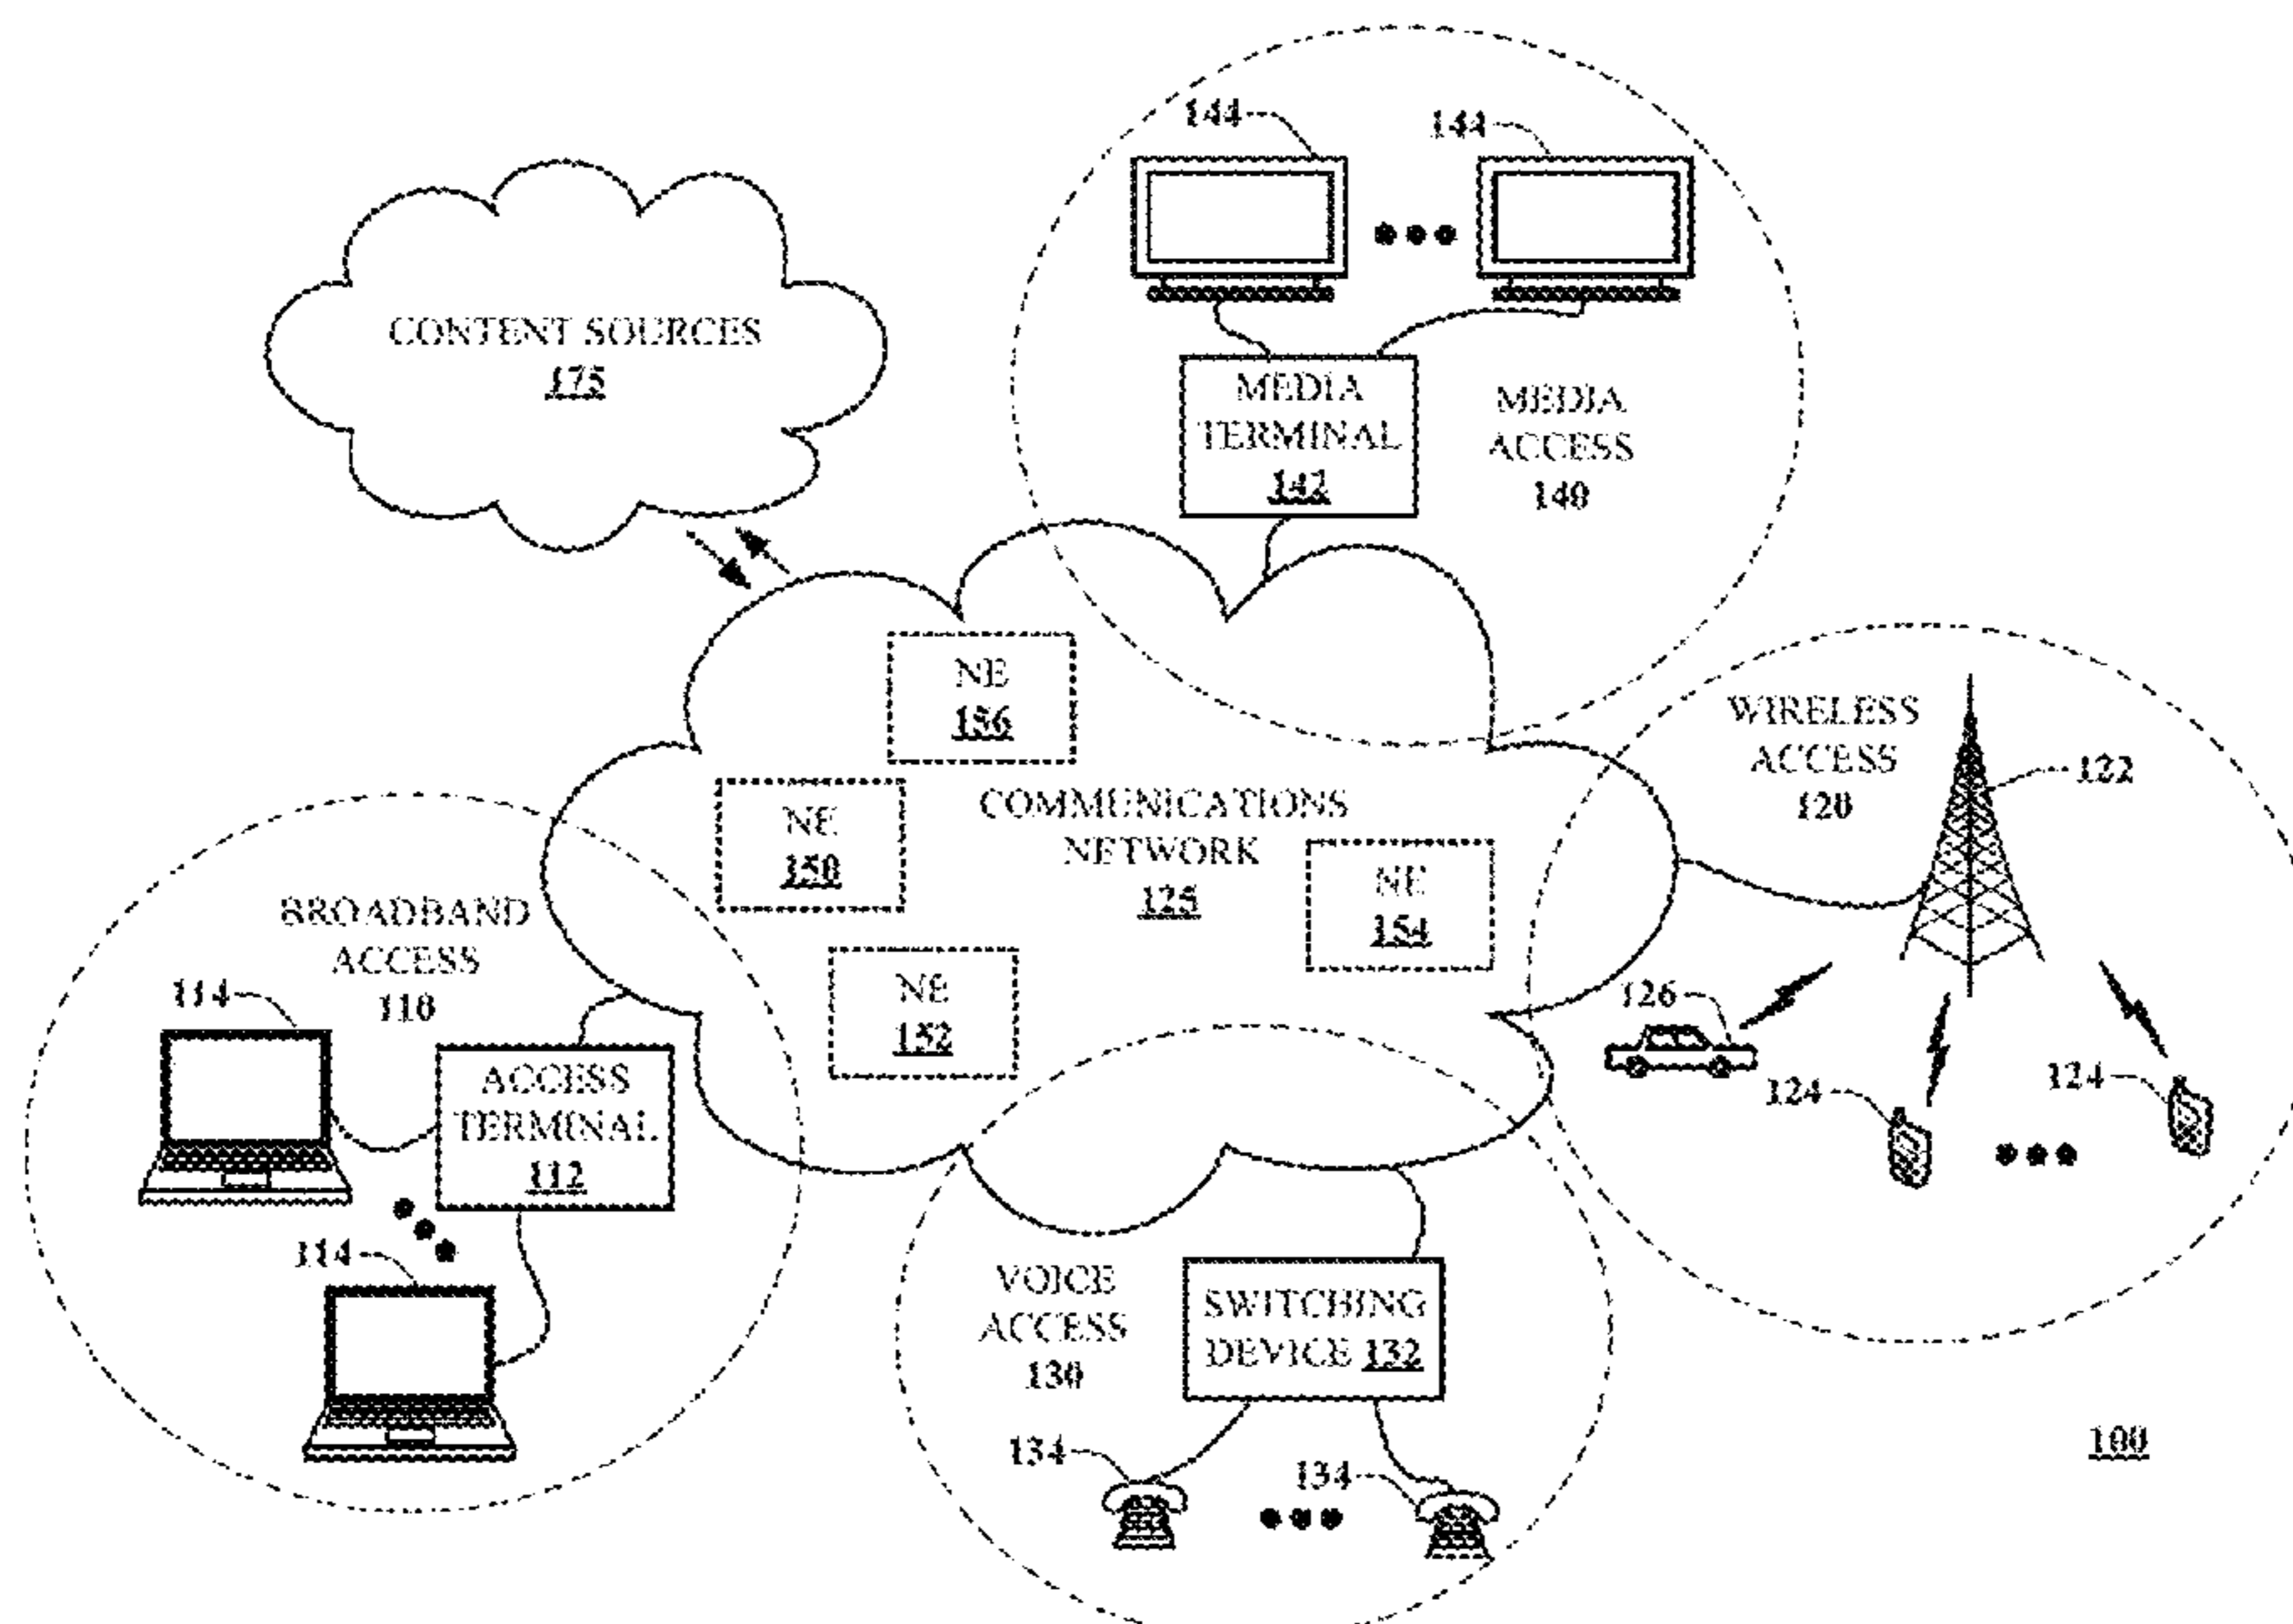 144
144
CONTENT SOURCES
175
MEDIA
TERMINAL
142
MEDIA
ACCESS
140
NE
156
WIRELESS
ACCESS
120
122
NE
150
COMMUNICATIONS
NETWORK
125
NE
154
BROADBAND
ACCESS
110
NE
152
114
ACCESS
TERMINAL
112
126
124
124
114
VOICE
ACCESS
130
SWITCHING
DEVICE 132
134
134
100